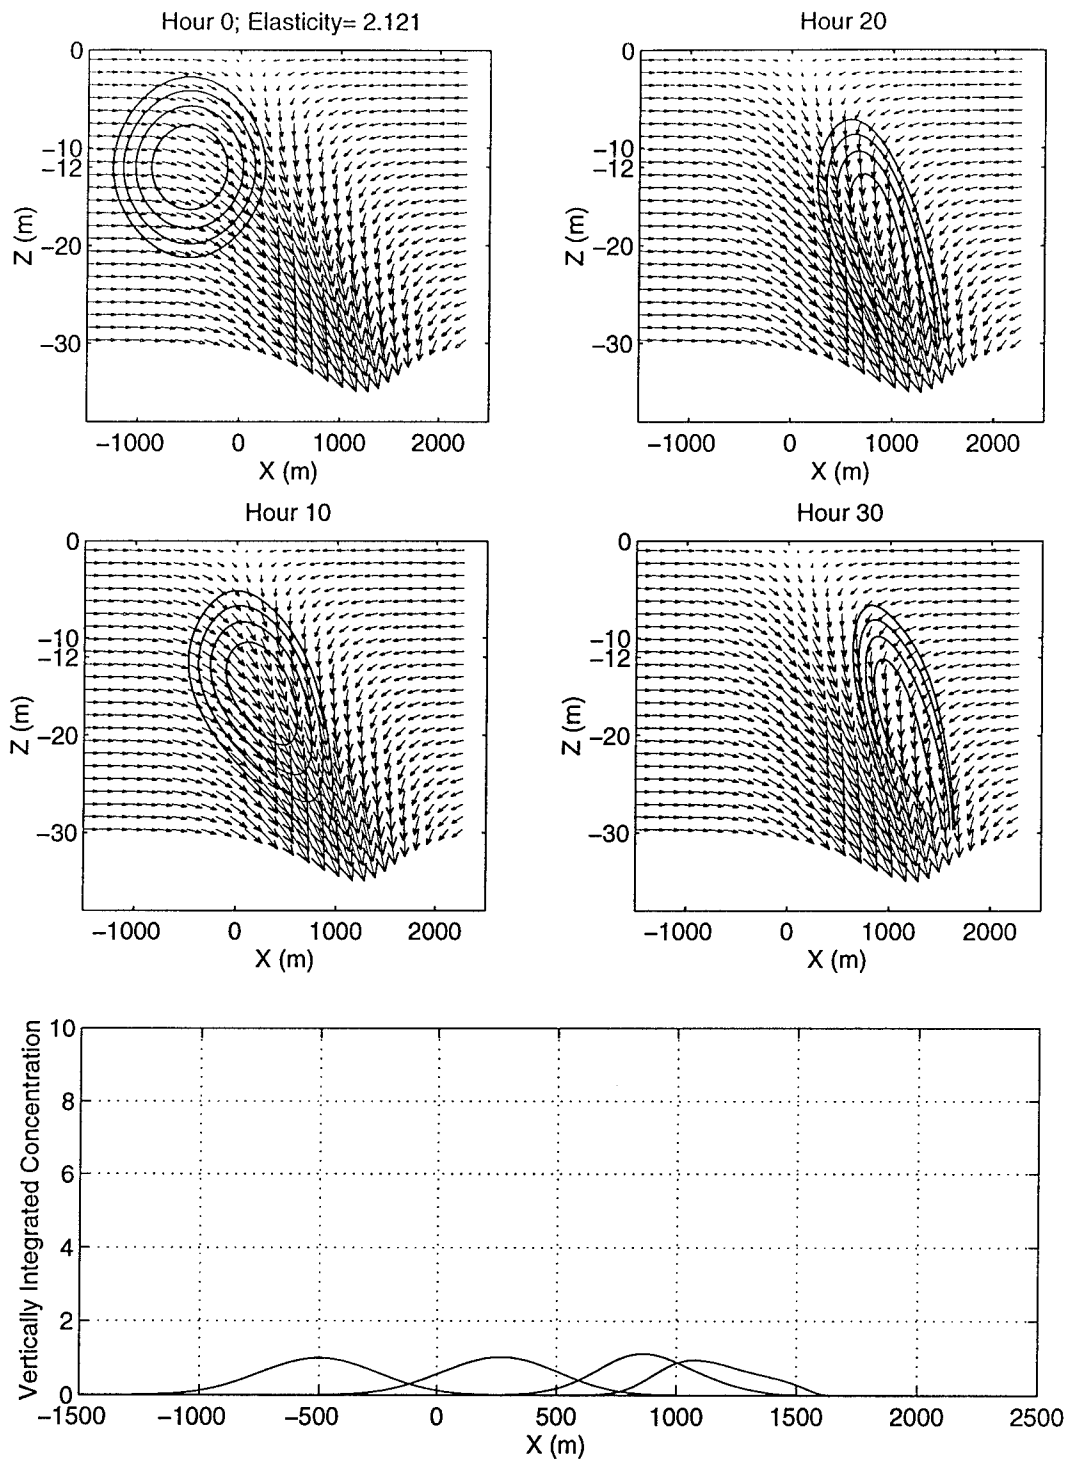 Hour 0; Elasticity= 2.121
0
−10
−12
−20
−30
Z (m)
−1000 0 1000 2000
X (m)
Hour 20
0
−10
−12
−20
−30
Z (m)
−1000 0 1000 2000
X (m)
Hour 10
0
−10
−12
−20
−30
Z (m)
−1000 0 1000 2000
X (m)
Hour 30
0
−10
−12
−20
−30
Z (m)
−1000 0 1000 2000
X (m)
Vertically Integrated Concentration
10
8
6
4
2
0
−1500 −1000 −500 0 500 1000 1500 2000 2500
X (m)